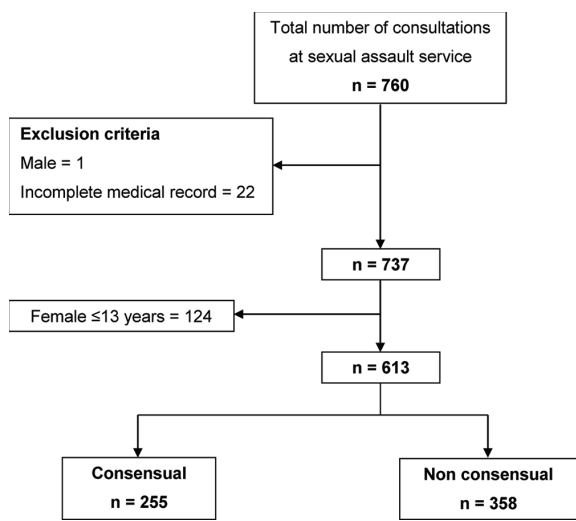 Total number of consultations
at sexual assault service
n = 760
Exclusion criteria
Male = 1
Incomplete medical record = 22
n = 737
Female ≤13 years = 124
n = 613
Consensual
n = 255
Non consensual
n = 358